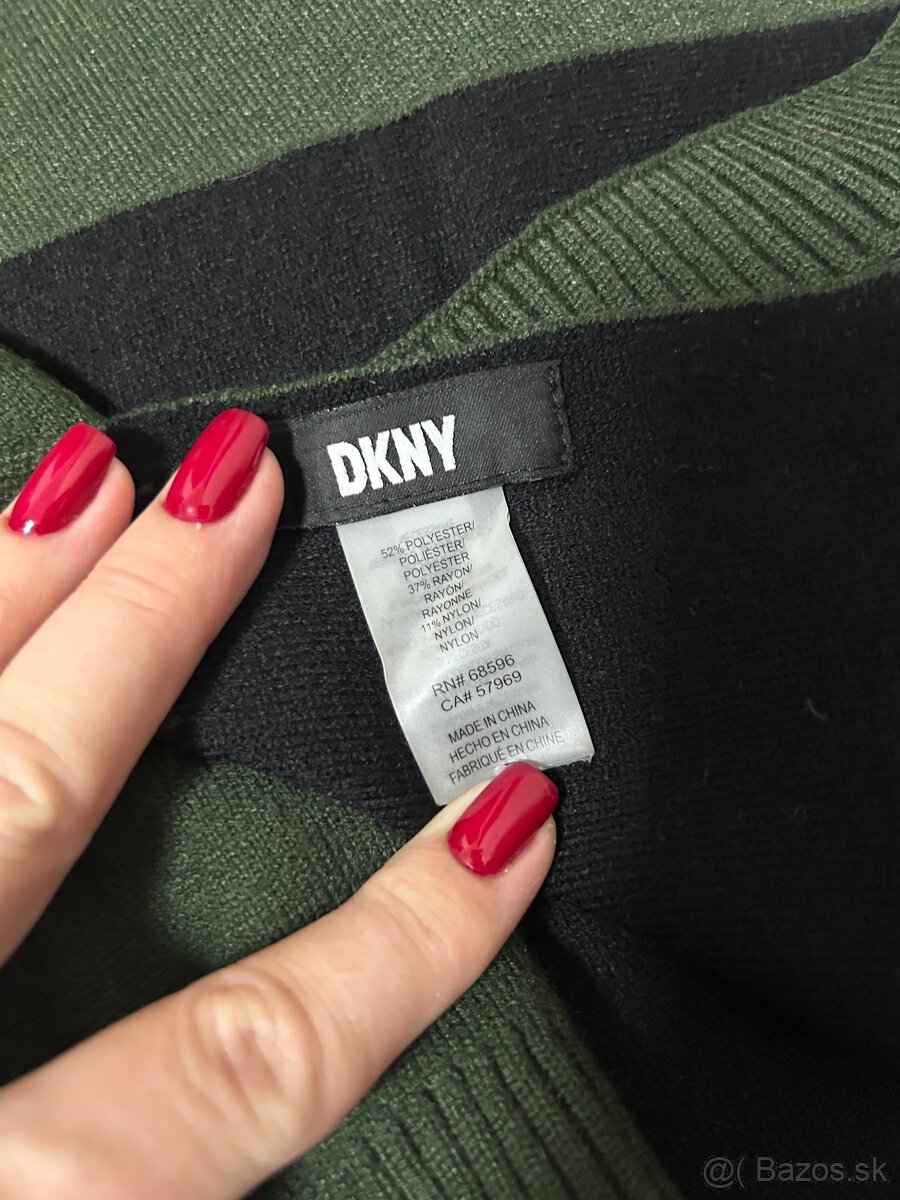 DKNY
52% POLYESTER/
POLIÉSTER/
POLYESTER
37% RAYON/
RAYÓN/
RAYONNE
11% NYLON/
NYLON/
NYLON
RN# 68596
CA# 57969
MADE IN CHINA
HECHO EN CHINA
FABRIQUÉ EN CHINE
@( Bazos.sk